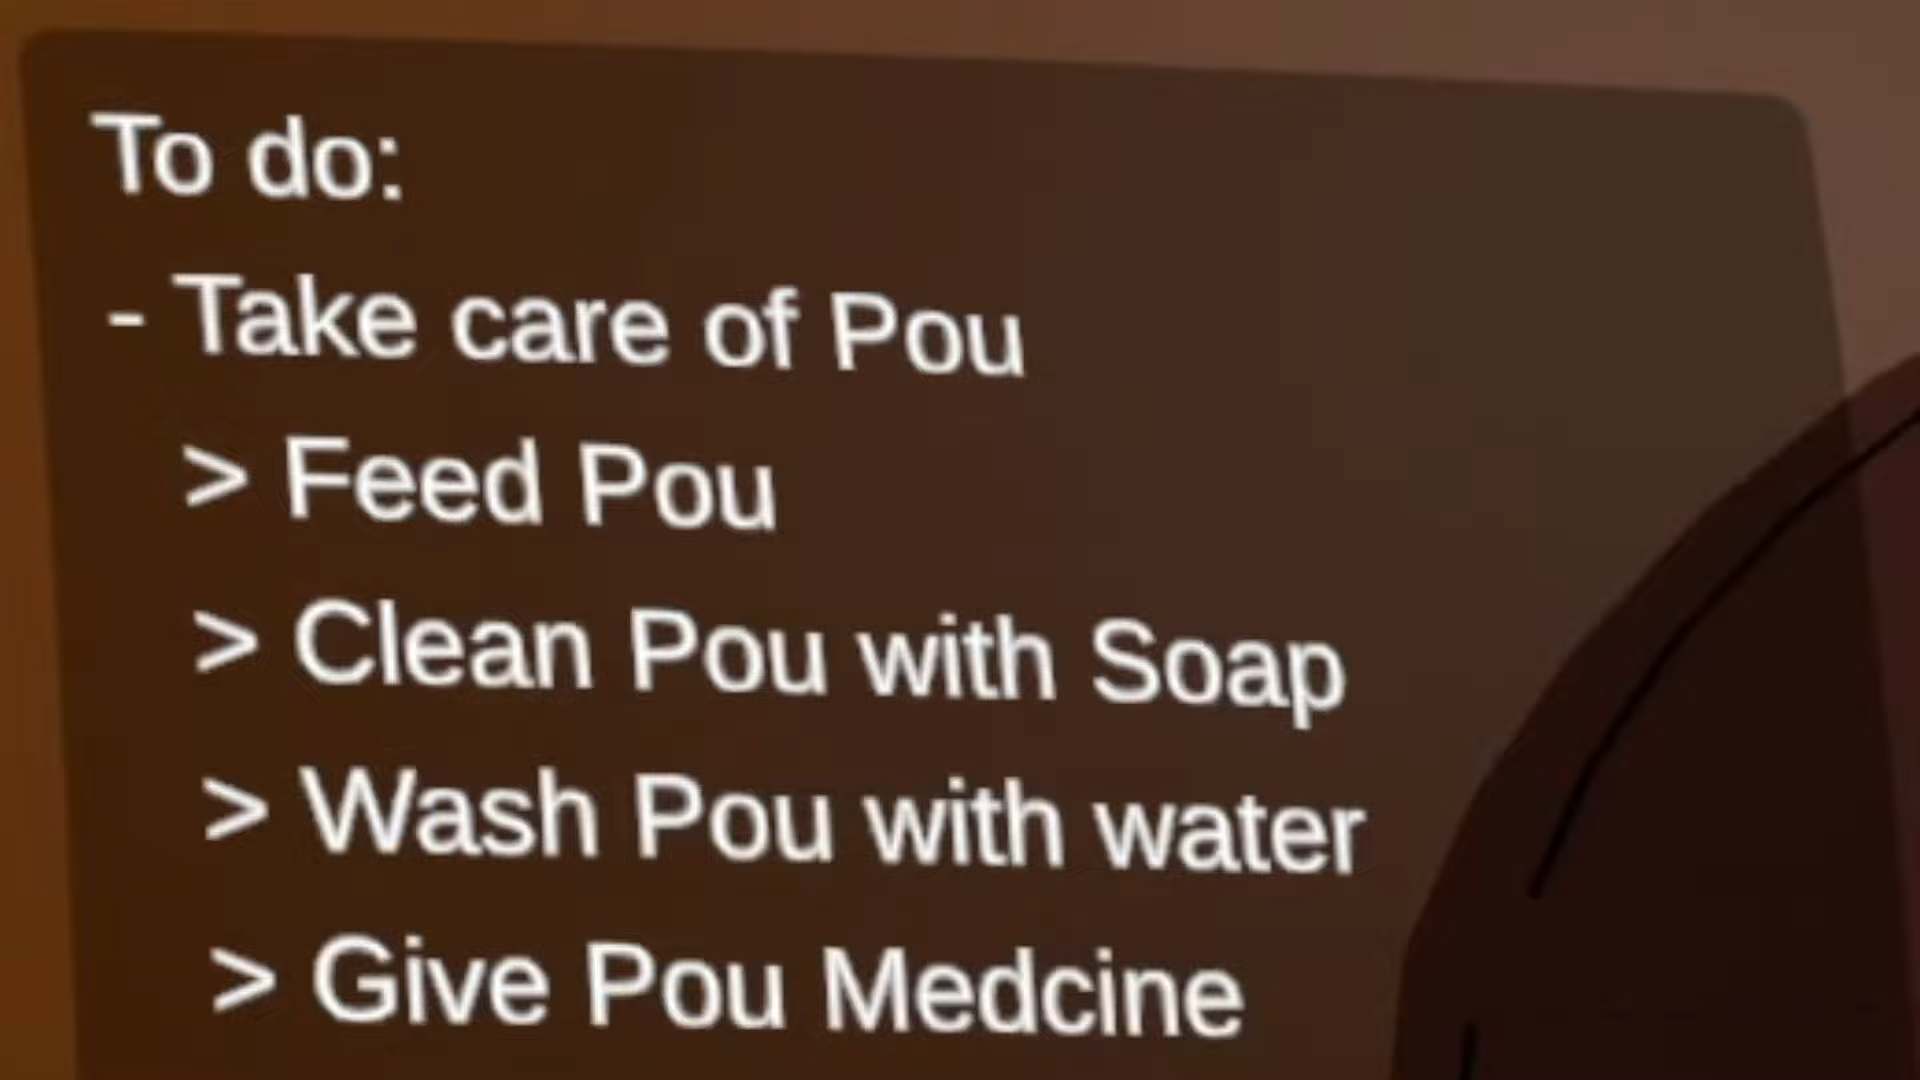 To do:
- Take care of Pou
> Feed Pou
> Clean Pou with Soap
> Wash Pou with water
> Give Pou Medcine